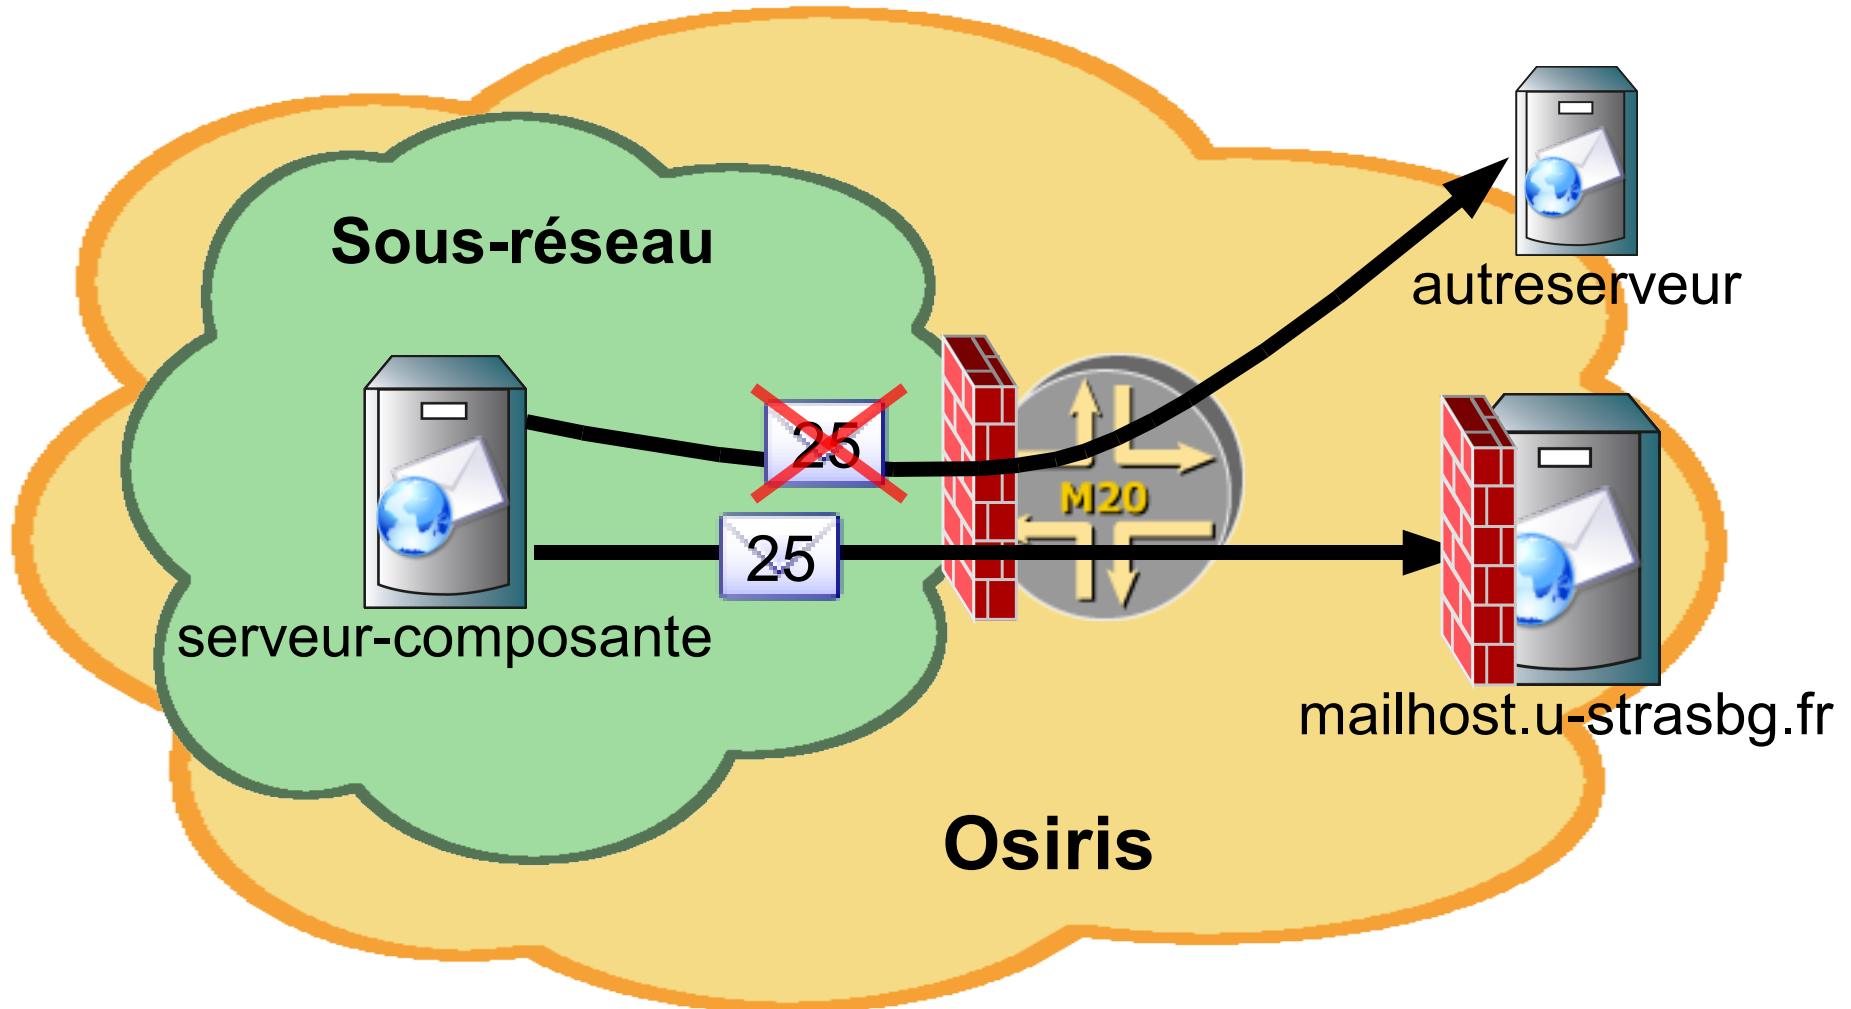 Sous-réseau
autreserveur
25
M20
25
serveur-composante
mailhost.u-strasbg.fr
Osiris